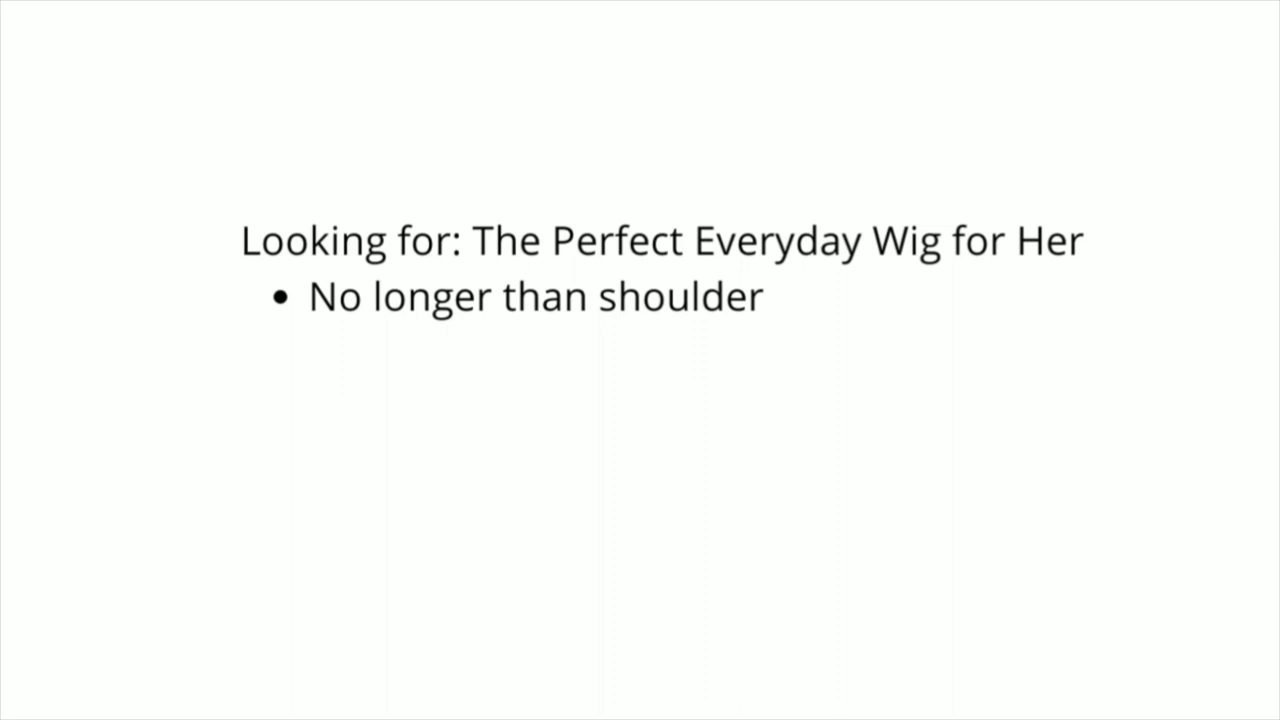 Looking for: The Perfect Everyday Wig for Her
• No longer than shoulder